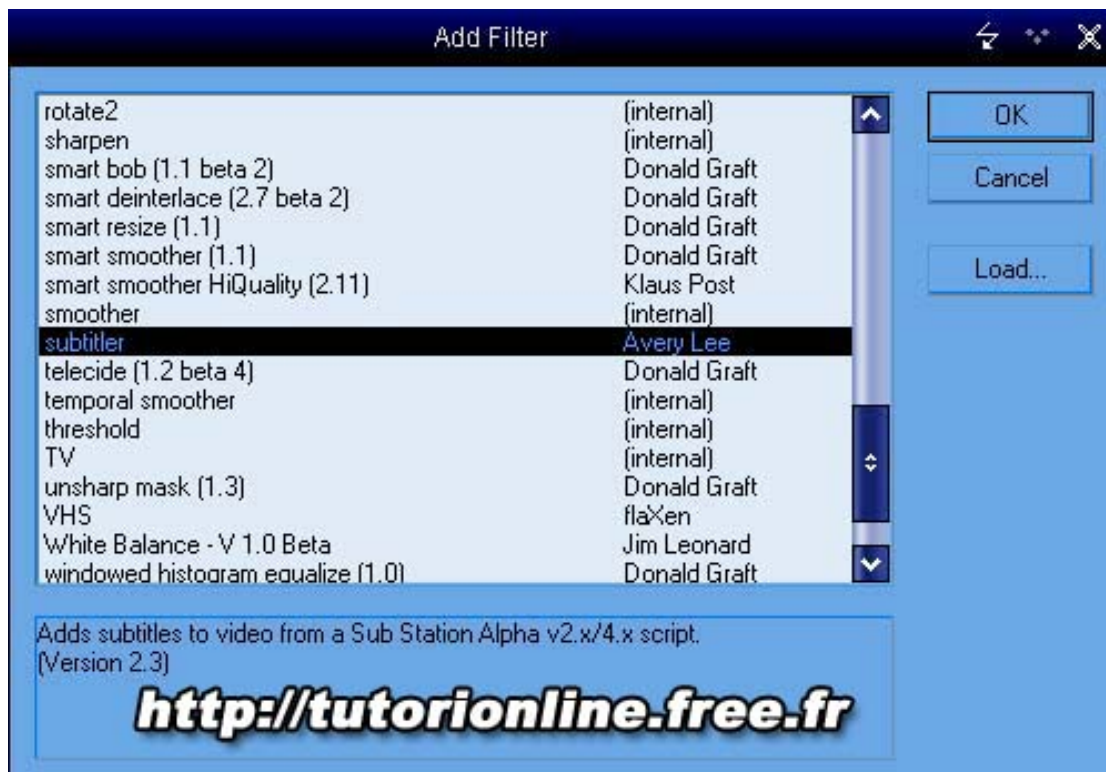 Add Filter
rotate2 (internal)
sharpen (internal)
smart bob (1.1 beta 2) Donald Graft
smart deinterlace (2.7 beta 2) Donald Graft
smart resize (1.1) Donald Graft
smart smoother (1.1) Donald Graft
smart smoother HiQuality (2.11) Klaus Post
smoother (internal)
subtitler Avery Lee
telecide (1.2 beta 4) Donald Graft
temporal smoother (internal)
threshold (internal)
TV (internal)
unsharp mask (1.3) Donald Graft
VHS flaXen
White Balance - V 1.0 Beta Jim Leonard
windowed histogram equalize (1.0) Donald Graft
OK
Cancel
Load...
Adds subtitles to video from a Sub Station Alpha v2.x/4.x script.
(Version 2.3)
http://tutorionline.free.fr